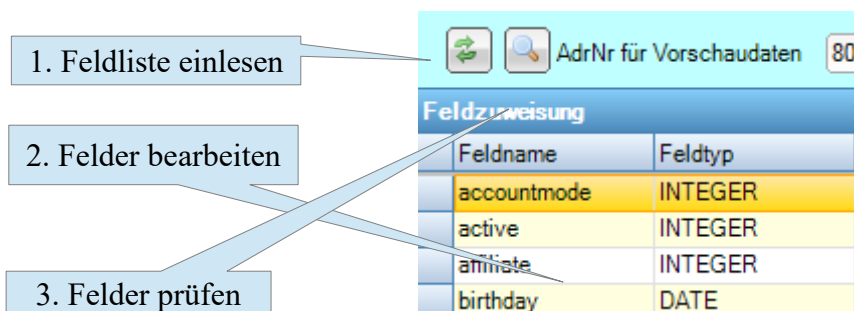 1. Feldliste einlesen
AdrNr für Vorschaudaten 80
Feldzuweisung
2. Felder bearbeiten
Feldname Feldtyp
accountmode INTEGER
active INTEGER
affiliate INTEGER
3. Felder prüfen
birthday DATE